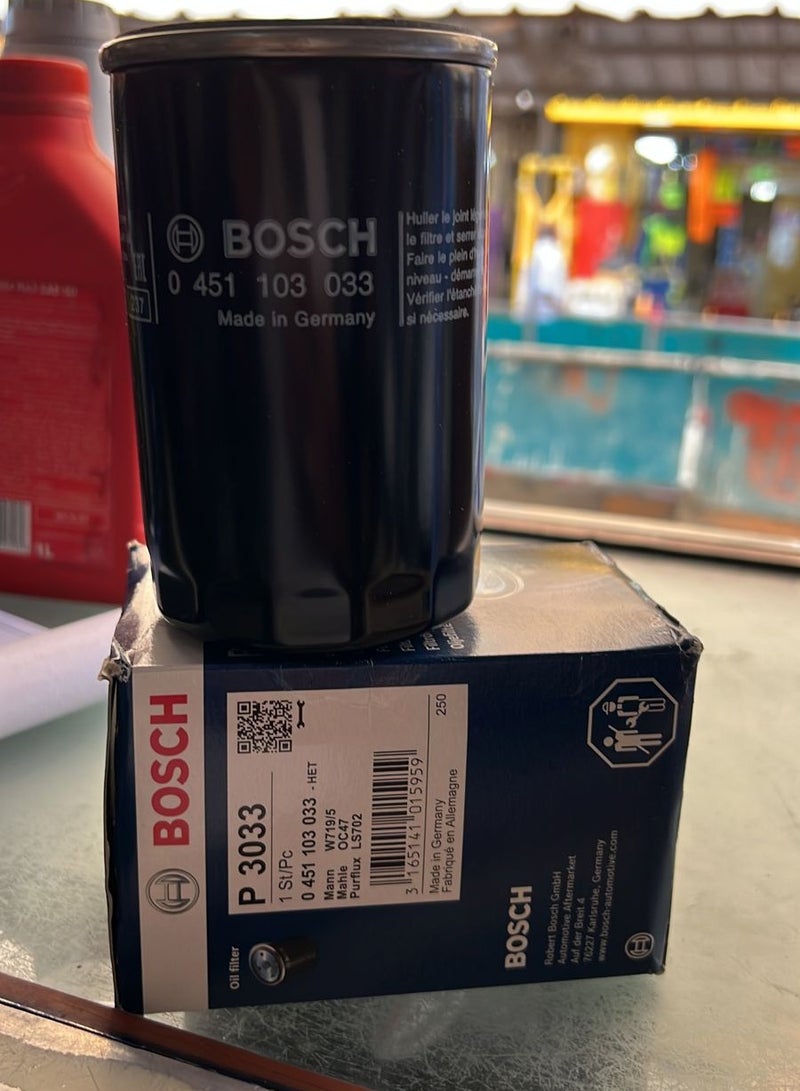 BOSCH
0 451 103 033
Made in Germany
Huiler le joint
le filtre et
Faire le plein
niveau -
Vérifier
si nécessaire.
1L
BOSCH
250
P 3033
1 St/Pc
0 451 103 033 -HET
Mann W719/5
Mahle OC47
Purflux LS702
3 165141 015959
Made in Germany
Fabriqué en Allemagne
Oil filter
BOSCH
Robert Bosch GmbH
Automotive Aftermarket
Auf der Breit 4
76227 Karlsruhe, Germany
www.bosch-automotive.com